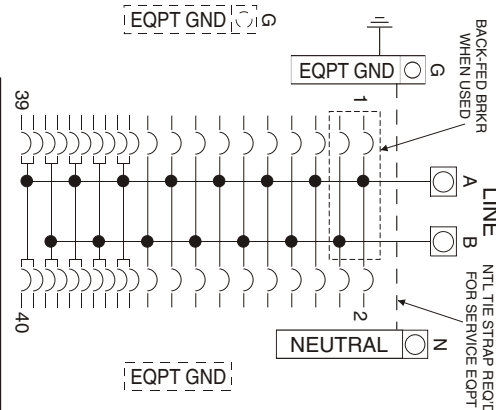 EQPT GND G
EQPT GND G
BACK-FED BRKR
WHEN USED
39
1
A
LINE
B
NTL TIE STRAP REQ'D
FOR SERVICE EQPT
40
2
NEUTRAL N
EQPT GND